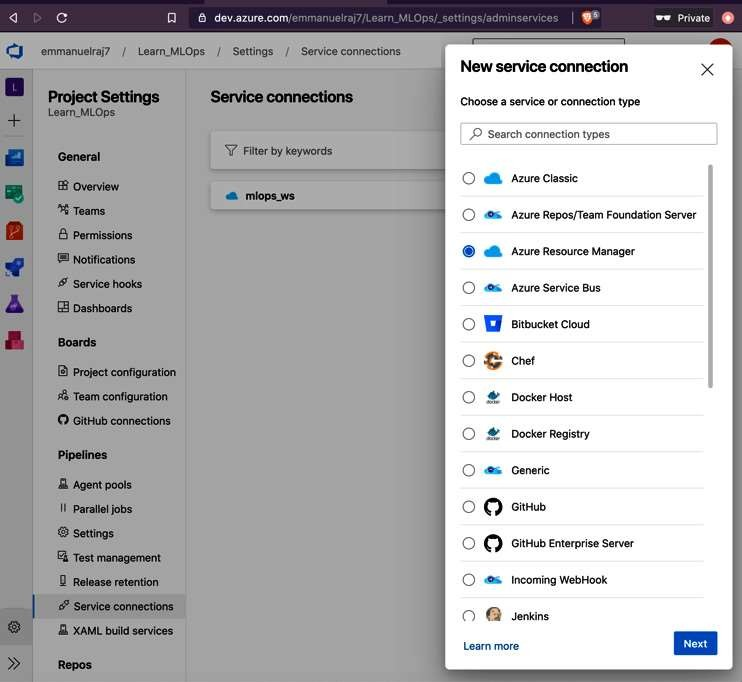 dev.azure.com/emmanuelraj7/Learn_MLOps/_settings/adminservices
5
Private
emmanuelraj7 / Learn_MLOps / Settings / Service connections
L
Project Settings
Learn_MLOps
General
Overview
Teams
Permissions
Notifications
Service hooks
Dashboards
Boards
Project configuration
Team configuration
GitHub connections
Pipelines
Agent pools
Parallel jobs
Settings
Test management
Release retention
Service connections
XAML build services
Repos
Service connections
Filter by keywords
mlops_ws
New service connection
Choose a service or connection type
Search connection types
Azure Classic
Azure Repos/Team Foundation Server
Azure Resource Manager
Azure Service Bus
Bitbucket Cloud
Chef
Docker Host
Docker Registry
Generic
GitHub
GitHub Enterprise Server
Incoming WebHook
Jenkins
Learn more
Next